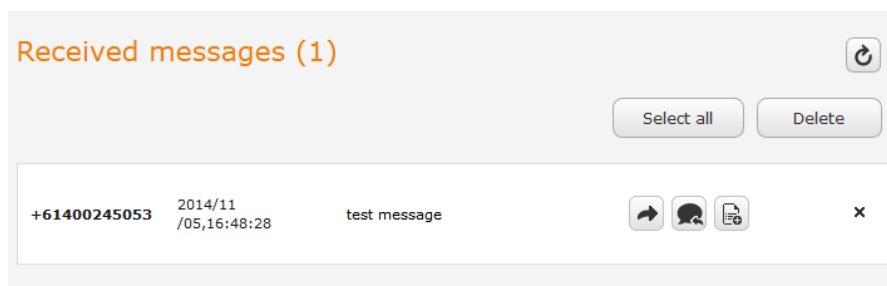 Received messages (1)
Select all
Delete
+61400245053
2014/11
/05,16:48:28
test message